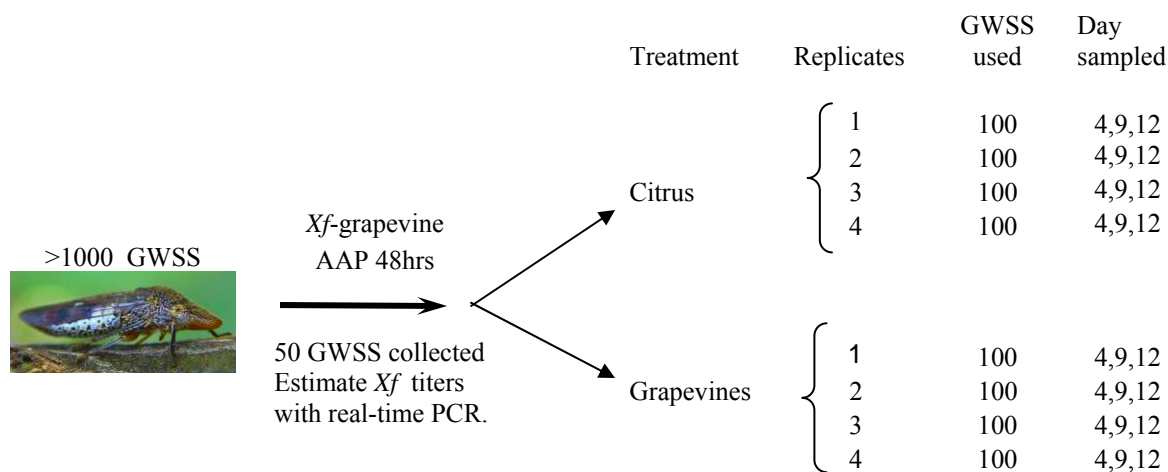 GWSS Day
Treatment Replicates used sampled
1 100 4,9,12
2 100 4,9,12
Citrus 3 100 4,9,12
4 100 4,9,12
Xf-grapevine
>1000 GWSS AAP 48hrs
50 GWSS collected
Estimate Xf titers
with real-time PCR.
1 100 4,9,12
Grapevines 2 100 4,9,12
3 100 4,9,12
4 100 4,9,12